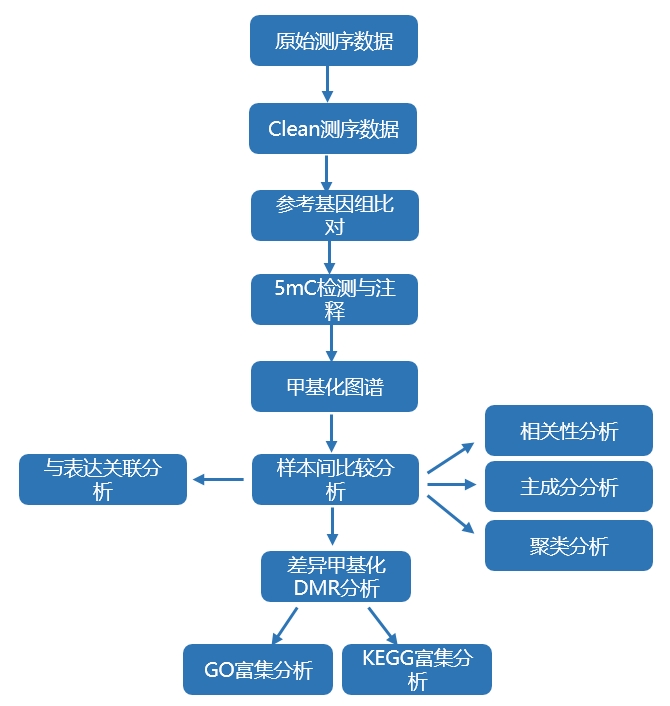 原始测序数据
Clean测序数据
参考基因组比
对
5mC检测与注
释
甲基化图谱
样本间比较分
析
与表达关联分
析
相关性分析
主成分分析
聚类分析
差异甲基化
DMR分析
GO富集分析
KEGG富集分
析